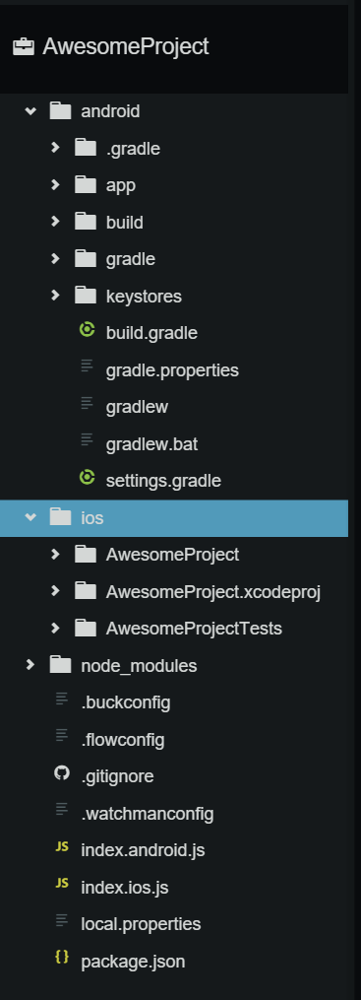 AwesomeProject
android
.gradle
app
build
gradle
keystores
build.gradle
gradle.properties
gradlew
gradlew.bat
settings.gradle
ios
AwesomeProject
AwesomeProject.xcodeproj
AwesomeProjectTests
node_modules
.buckconfig
.flowconfig
.gitignore
.watchmanconfig
JS index.android.js
JS index.ios.js
local.properties
{} package.json